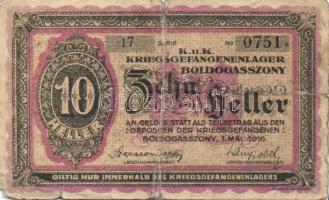 17 SERIE No 0751
K.u.K.
KRIEGSGEFANGENENLAGER
BOLDOGASSZONY
10
HELLER
Zehn Heller
AN GELDES STATT ALS TEILBETRAG AUS DEN
DEPOSITEN DER KRIEGSGEFANGENEN
BOLDOGASSZONY, 1. MAI 1916
GILTIG NUR INNERHALB DES KRIEGSGEFANGENENLAGERS